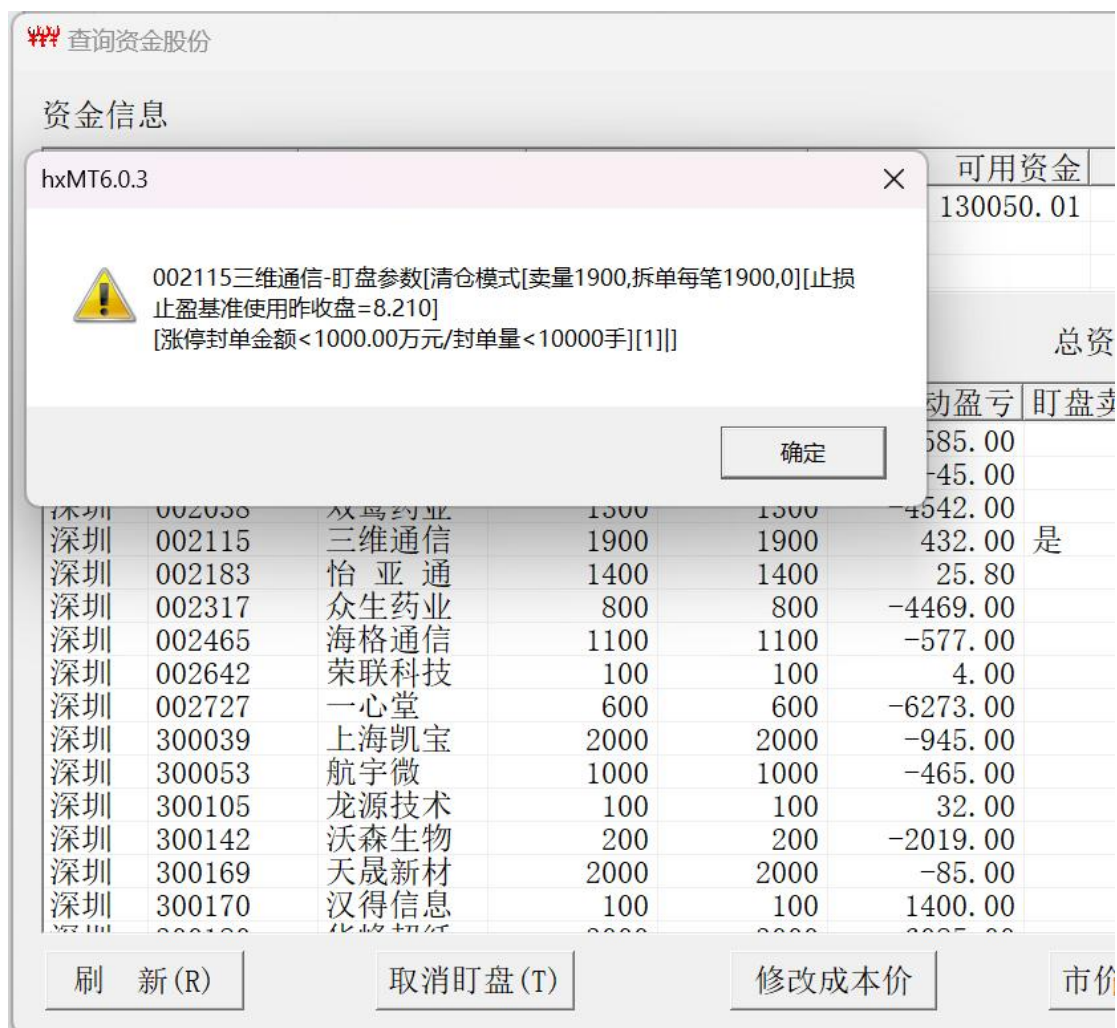 查询资金股份
资金信息
hxMT6.0.3
可用资金
130050.01
002115三维通信-盯盘参数[清仓模式[卖量1900,拆单每笔1900,0][止损
止盈基准使用昨收盘=8.210]
[涨停封单金额<1000.00万元/封单量<10000手][1]|]
总资
动盈亏 盯盘卖
确定
585.00
-45.00
深圳 002038 双鹭药业 1300 1300 -4542.00
深圳 002115 三维通信 1900 1900 432.00 是
深圳 002183 怡 亚 通 1400 1400 25.80
深圳 002317 众生药业 800 800 -4469.00
深圳 002465 海格通信 1100 1100 -577.00
深圳 002642 荣联科技 100 100 4.00
深圳 002727 一心堂 600 600 -6273.00
深圳 300039 上海凯宝 2000 2000 -945.00
深圳 300053 航宇微 1000 1000 -465.00
深圳 300105 龙源技术 100 100 32.00
深圳 300142 沃森生物 200 200 -2019.00
深圳 300169 天晟新材 2000 2000 -85.00
深圳 300170 汉得信息 100 100 1400.00
刷 新(R) 取消盯盘(T) 修改成本价 市价